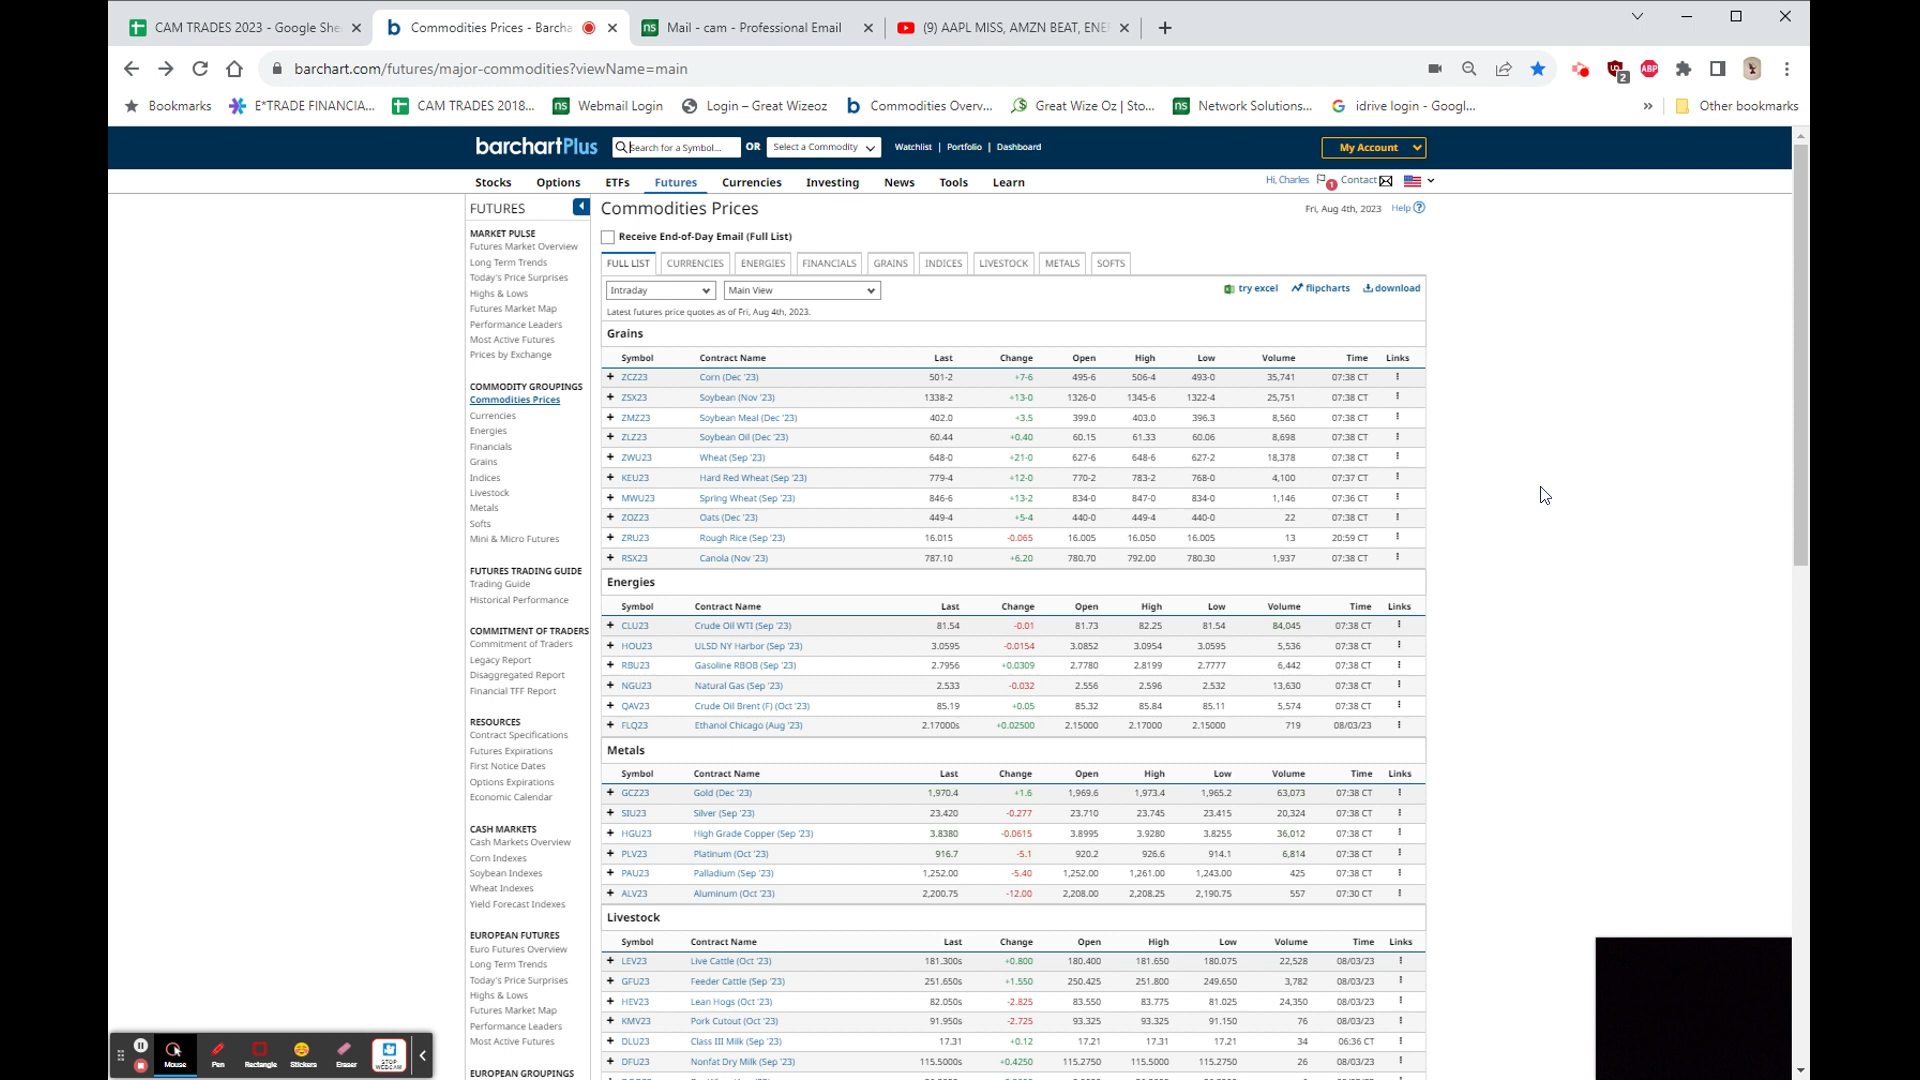 CAM TRADES 2023 - Google She
Commodities Prices - Barcha
Mail - cam - Professional Email
(9) AAPL MISS, AMZN BEAT, ENE
barchart.com/futures/major-commodities?viewName=main
2
ABP
Bookmarks
E*TRADE FINANCIA...
CAM TRADES 2018...
Webmail Login
Login – Great Wizeoz
Commodities Overv...
Great Wize Oz | Sto...
Network Solutions...
idrive login - Googl...
»
Other bookmarks
barchartPlus
Search for a Symbol...
OR
Select a Commodity
Watchlist | Portfolio | Dashboard
My Account
Stocks Options ETFs Futures Currencies Investing News Tools Learn
Hi, Charles 1 Contact
FUTURES
MARKET PULSE
Futures Market Overview
Long Term Trends
Today's Price Surprises
Highs & Lows
Futures Market Map
Performance Leaders
Most Active Futures
Prices by Exchange
COMMODITY GROUPINGS
Commodities Prices
Currencies
Energies
Financials
Grains
Indices
Livestock
Metals
Softs
Mini & Micro Futures
FUTURES TRADING GUIDE
Trading Guide
Historical Performance
COMMITMENT OF TRADERS
Commitment of Traders
Legacy Report
Disaggregated Report
Financial TFF Report
RESOURCES
Contract Specifications
Futures Expirations
First Notice Dates
Options Expirations
Economic Calendar
CASH MARKETS
Cash Markets Overview
Corn Indexes
Soybean Indexes
Wheat Indexes
Yield Forecast Indexes
EUROPEAN FUTURES
Euro Futures Overview
Long Term Trends
Today's Price Surprises
Highs & Lows
Futures Market Map
Performance Leaders
Most Active Futures
EUROPEAN GROUPINGS
Commodities Prices
Fri, Aug 4th, 2023 Help
Receive End-of-Day Email (Full List)
FULL LIST CURRENCIES ENERGIES FINANCIALS GRAINS INDICES LIVESTOCK METALS SOFTS
Intraday Main View try excel flipcharts download
Latest futures price quotes as of Fri, Aug 4th, 2023.
Grains
Symbol Contract Name Last Change Open High Low Volume Time Links
+ ZCZ23 Corn (Dec '23) 501-2 +7-6 495-6 506-4 493-0 35,741 07:38 CT
+ ZSX23 Soybean (Nov '23) 1338-2 +13-0 1326-0 1345-6 1322-4 25,751 07:38 CT
+ ZMZ23 Soybean Meal (Dec '23) 402.0 +3.5 399.0 403.0 396.3 8,560 07:38 CT
+ ZLZ23 Soybean Oil (Dec '23) 60.44 +0.40 60.15 61.33 60.06 8,698 07:38 CT
+ ZWU23 Wheat (Sep '23) 648-0 +21-0 627-6 648-6 627-2 18,378 07:38 CT
+ KEU23 Hard Red Wheat (Sep '23) 779-4 +12-0 770-2 783-2 768-0 4,100 07:37 CT
+ MWU23 Spring Wheat (Sep '23) 846-6 +13-2 834-0 847-0 834-0 1,146 07:36 CT
+ ZOZ23 Oats (Dec '23) 449-4 +5-4 440-0 449-4 440-0 22 07:38 CT
+ ZRU23 Rough Rice (Sep '23) 16.015 -0.065 16.005 16.050 16.005 13 20:59 CT
+ RSX23 Canola (Nov '23) 787.10 +6.20 780.70 792.00 780.30 1,937 07:38 CT
Energies
Symbol Contract Name Last Change Open High Low Volume Time Links
+ CLU23 Crude Oil WTI (Sep '23) 81.54 -0.01 81.73 82.25 81.54 84,045 07:38 CT
+ HOU23 ULSD NY Harbor (Sep '23) 3.0595 -0.0154 3.0852 3.0954 3.0595 5,536 07:38 CT
+ RBU23 Gasoline RBOB (Sep '23) 2.7956 +0.0309 2.7780 2.8199 2.7777 6,442 07:38 CT
+ NGU23 Natural Gas (Sep '23) 2.533 -0.032 2.556 2.596 2.532 13,630 07:38 CT
+ QAV23 Crude Oil Brent (F) (Oct '23) 85.19 +0.05 85.32 85.84 85.11 5,574 07:38 CT
+ FLQ23 Ethanol Chicago (Aug '23) 2.17000s +0.02500 2.15000 2.17000 2.15000 719 08/03/23
Metals
Symbol Contract Name Last Change Open High Low Volume Time Links
+ GCZ23 Gold (Dec '23) 1,970.4 +1.6 1,969.6 1,973.4 1,965.2 63,073 07:38 CT
+ SIU23 Silver (Sep '23) 23.420 -0.277 23.710 23.745 23.415 20,324 07:38 CT
+ HGU23 High Grade Copper (Sep '23) 3.8380 -0.0615 3.8995 3.9280 3.8255 36,012 07:38 CT
+ PLV23 Platinum (Oct '23) 916.7 -5.1 920.2 926.6 914.1 6,814 07:38 CT
+ PAU23 Palladium (Sep '23) 1,252.00 -5.40 1,252.00 1,261.00 1,243.00 425 07:38 CT
+ ALV23 Aluminum (Oct '23) 2,200.75 -12.00 2,208.00 2,208.25 2,190.75 557 07:30 CT
Livestock
Symbol Contract Name Last Change Open High Low Volume Time Links
+ LEV23 Live Cattle (Oct '23) 181.300s +0.800 180.400 181.650 180.075 22,528 08/03/23
+ GFU23 Feeder Cattle (Sep '23) 251.650s +1.550 250.425 251.800 249.650 3,782 08/03/23
+ HEV23 Lean Hogs (Oct '23) 82.050s -2.825 83.550 83.775 81.025 24,350 08/03/23
+ KMV23 Pork Cutout (Oct '23) 91.950s -2.725 93.325 93.325 91.150 76 08/03/23
+ DLU23 Class III Milk (Sep '23) 17.31 +0.12 17.21 17.31 17.21 34 06:36 CT
+ DFU23 Nonfat Dry Milk (Sep '23) 115.5000s +0.4250 115.2750 115.5000 115.2750 26 08/03/23
Mouse Pen Rectangle Stickers Eraser STOP WEBCAM